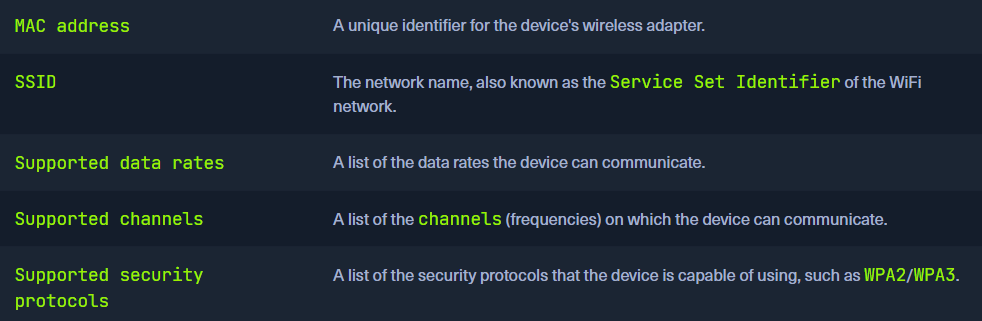 MAC address A unique identifier for the device's wireless adapter.
SSID The network name, also known as the Service Set Identifier of the WiFi
network.
Supported data rates A list of the data rates the device can communicate.
Supported channels A list of the channels (frequencies) on which the device can communicate.
Supported security A list of the security protocols that the device is capable of using, such as WPA2/WPA3.
protocols